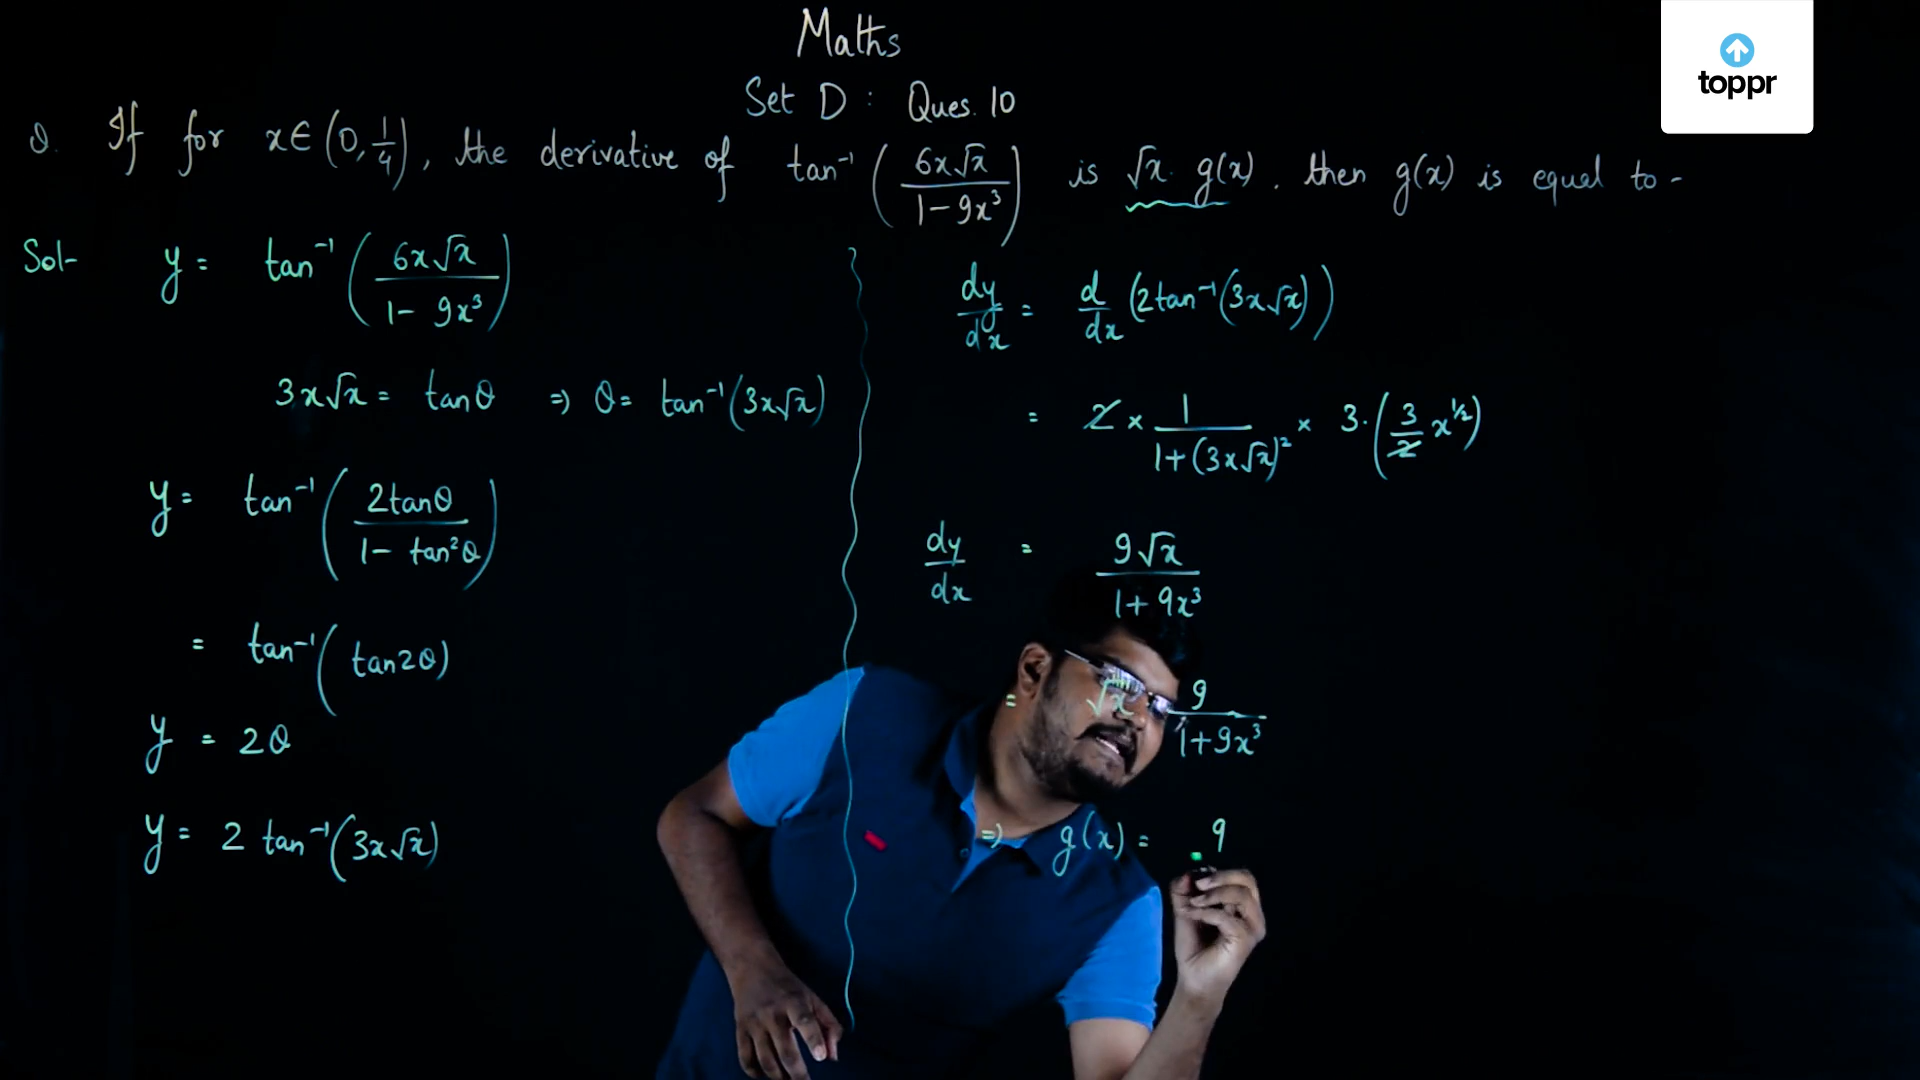 Maths
Set D : Ques. 10
toppr
Q. If for x∈(0, 1/4), the derivative of tan⁻¹(6x√x / 1-9x³) is √x g(x). then g(x) is equal to -
Sol- y = tan⁻¹(6x√x / 1- 9x³)
3x√x = tanθ ⇒ θ = tan⁻¹(3x√x)
y = tan⁻¹(2tanθ / 1- tan²θ)
= tan⁻¹(tan2θ)
y = 2θ
y = 2 tan⁻¹(3x√x)
dy/dx = d/dx (2tan⁻¹(3x√x))
= 2 × 1/1+(3x√x)² × 3·(3/2 x^1/2)
dy/dx = 9√x / 1+ 9x³
= √x 9 / 1+9x³
⇒ g(x) = 9